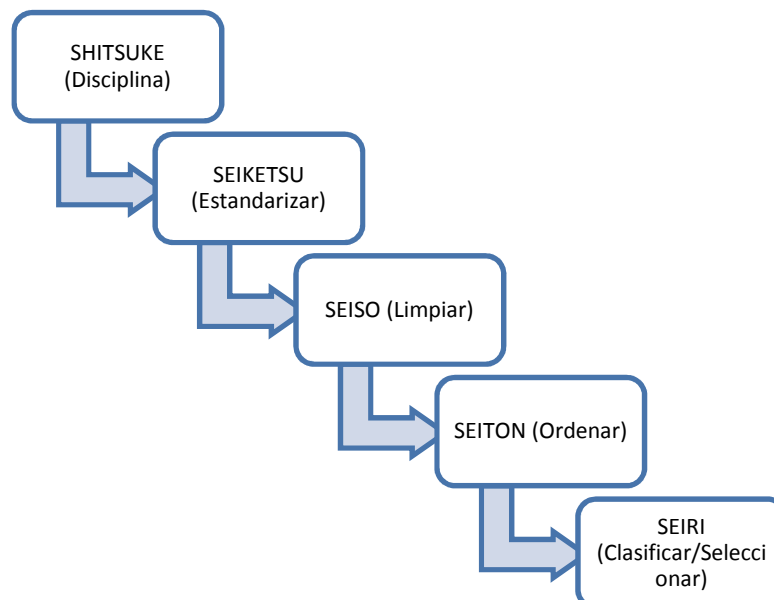 SHITSUKE
(Disciplina)
SEIKETSU
(Estandarizar)
SEISO (Limpiar)
SEITON (Ordenar)
SEIRI
(Clasificar/Selecci
onar)